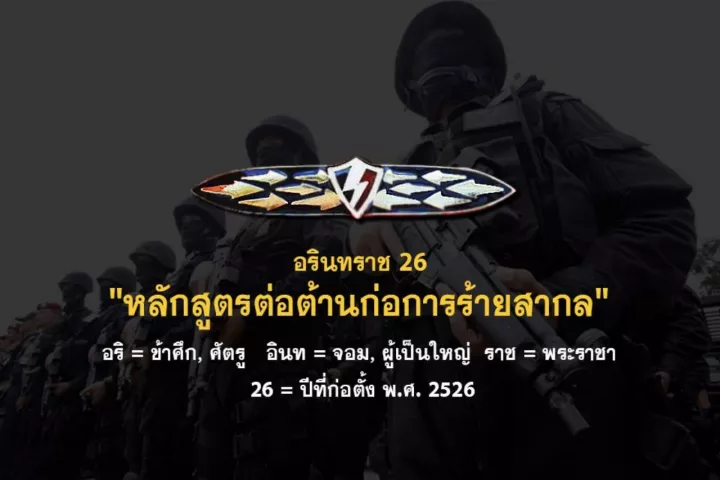 อรินทราช 26
"หลักสูตรต่อต้านก่อการร้ายสากล"
อริ = ข้าศึก, ศัตรู อินท = จอม, ผู้เป็นใหญ่ ราช = พระราชา
26 = ปีที่ก่อตั้ง พ.ศ. 2526